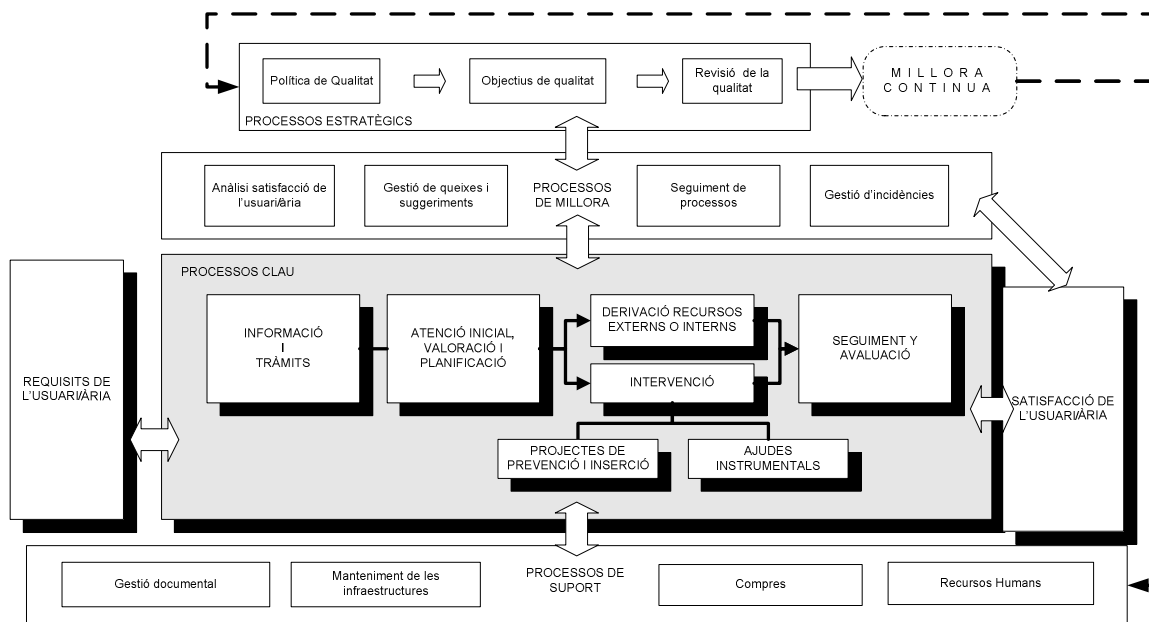 Política de Qualitat
Objectius de qualitat
Revisió de la
qualitat
PROCESSOS ESTRATÈGICS
MILLORA
CONTINUA
Anàlisi satisfacció de
l'usuari/ària
Gestió de queixes i
suggeriments
PROCESSOS
DE MILLORA
Seguiment de
processos
Gestió d'incidències
PROCESSOS CLAU
REQUISITS DE
L'USUARI/ÀRIA
INFORMACIÓ
I
TRÀMITS
ATENCIÓ INICIAL,
VALORACIÓ I
PLANIFICACIÓ
DERIVACIÓ RECURSOS
EXTERNS O INTERNS
INTERVENCIÓ
SEGUIMENT Y
AVALUACIÓ
PROJECTES DE
PREVENCIÓ I INSERCIÓ
AJUDES
INSTRUMENTALS
SATISFACCIÓ DE
L'USUARI/ÀRIA
Gestió documental
Manteniment de les
infraestructures
PROCESSOS DE
SUPORT
Compres
Recursos Humans